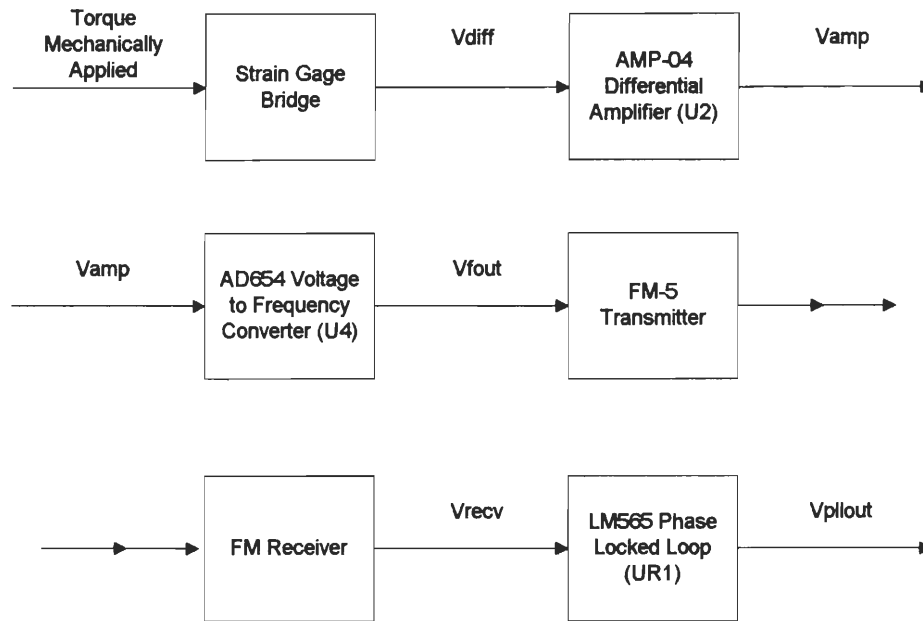 Torque
Mechanically
Applied
Strain Gage
Bridge
Vdiff
AMP-04
Differential
Amplifier (U2)
Vamp
Vamp
AD654 Voltage
to Frequency
Converter (U4)
Vfout
FM-5
Transmitter
FM Receiver
Vrecv
LM565 Phase
Locked Loop
(UR1)
Vpllout